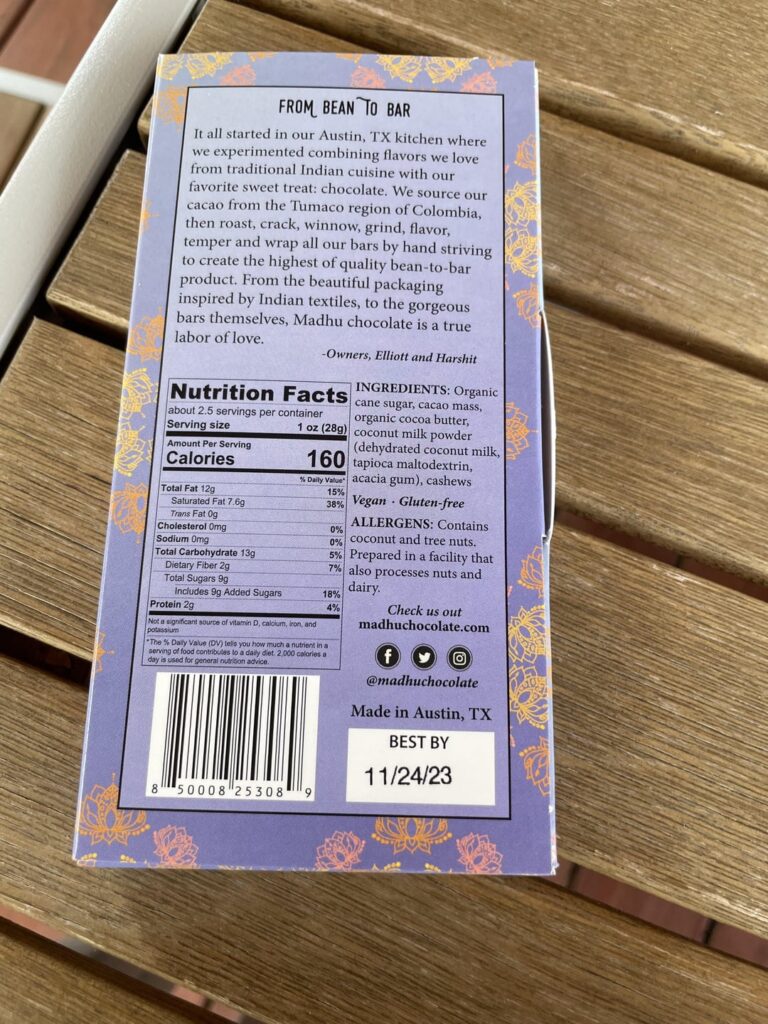 FROM BEAN TO BAR
It all started in our Austin, TX kitchen where
we experimented combining flavors we love
from traditional Indian cuisine with our
favorite sweet treat: chocolate. We source our
cacao from the Tumaco region of Colombia,
then roast, crack, winnow, grind, flavor,
temper and wrap all our bars by hand striving
to create the highest of quality bean-to-bar
product. From the beautiful packaging
inspired by Indian textiles, to the gorgeous
bars themselves, Madhu chocolate is a true
labor of love.
-Owners, Elliott and Harshit
Nutrition Facts
about 2.5 servings per container
Serving size 1 oz (28g)
Amount Per Serving
Calories 160
% Daily Value*
Total Fat 12g 15%
Saturated Fat 7.6g 38%
Trans Fat 0g
Cholesterol 0mg 0%
Sodium 0mg 0%
Total Carbohydrate 13g 5%
Dietary Fiber 2g 7%
Total Sugars 9g
Includes 9g Added Sugars 18%
Protein 2g 4%
Not a significant source of vitamin D, calcium, iron, and
potassium
*The % Daily Value (DV) tells you how much a nutrient in a
serving of food contributes to a daily diet. 2,000 calories a
day is used for general nutrition advice.
INGREDIENTS: Organic
cane sugar, cacao mass,
organic cocoa butter,
coconut milk powder
(dehydrated coconut milk,
tapioca maltodextrin,
acacia gum), cashews
Vegan · Gluten-free
ALLERGENS: Contains
coconut and tree nuts.
Prepared in a facility that
also processes nuts and
dairy.
Check us out
madhuchocolate.com
@madhuchocolate
Made in Austin, TX
BEST BY
11/24/23
8 50008 25308 9